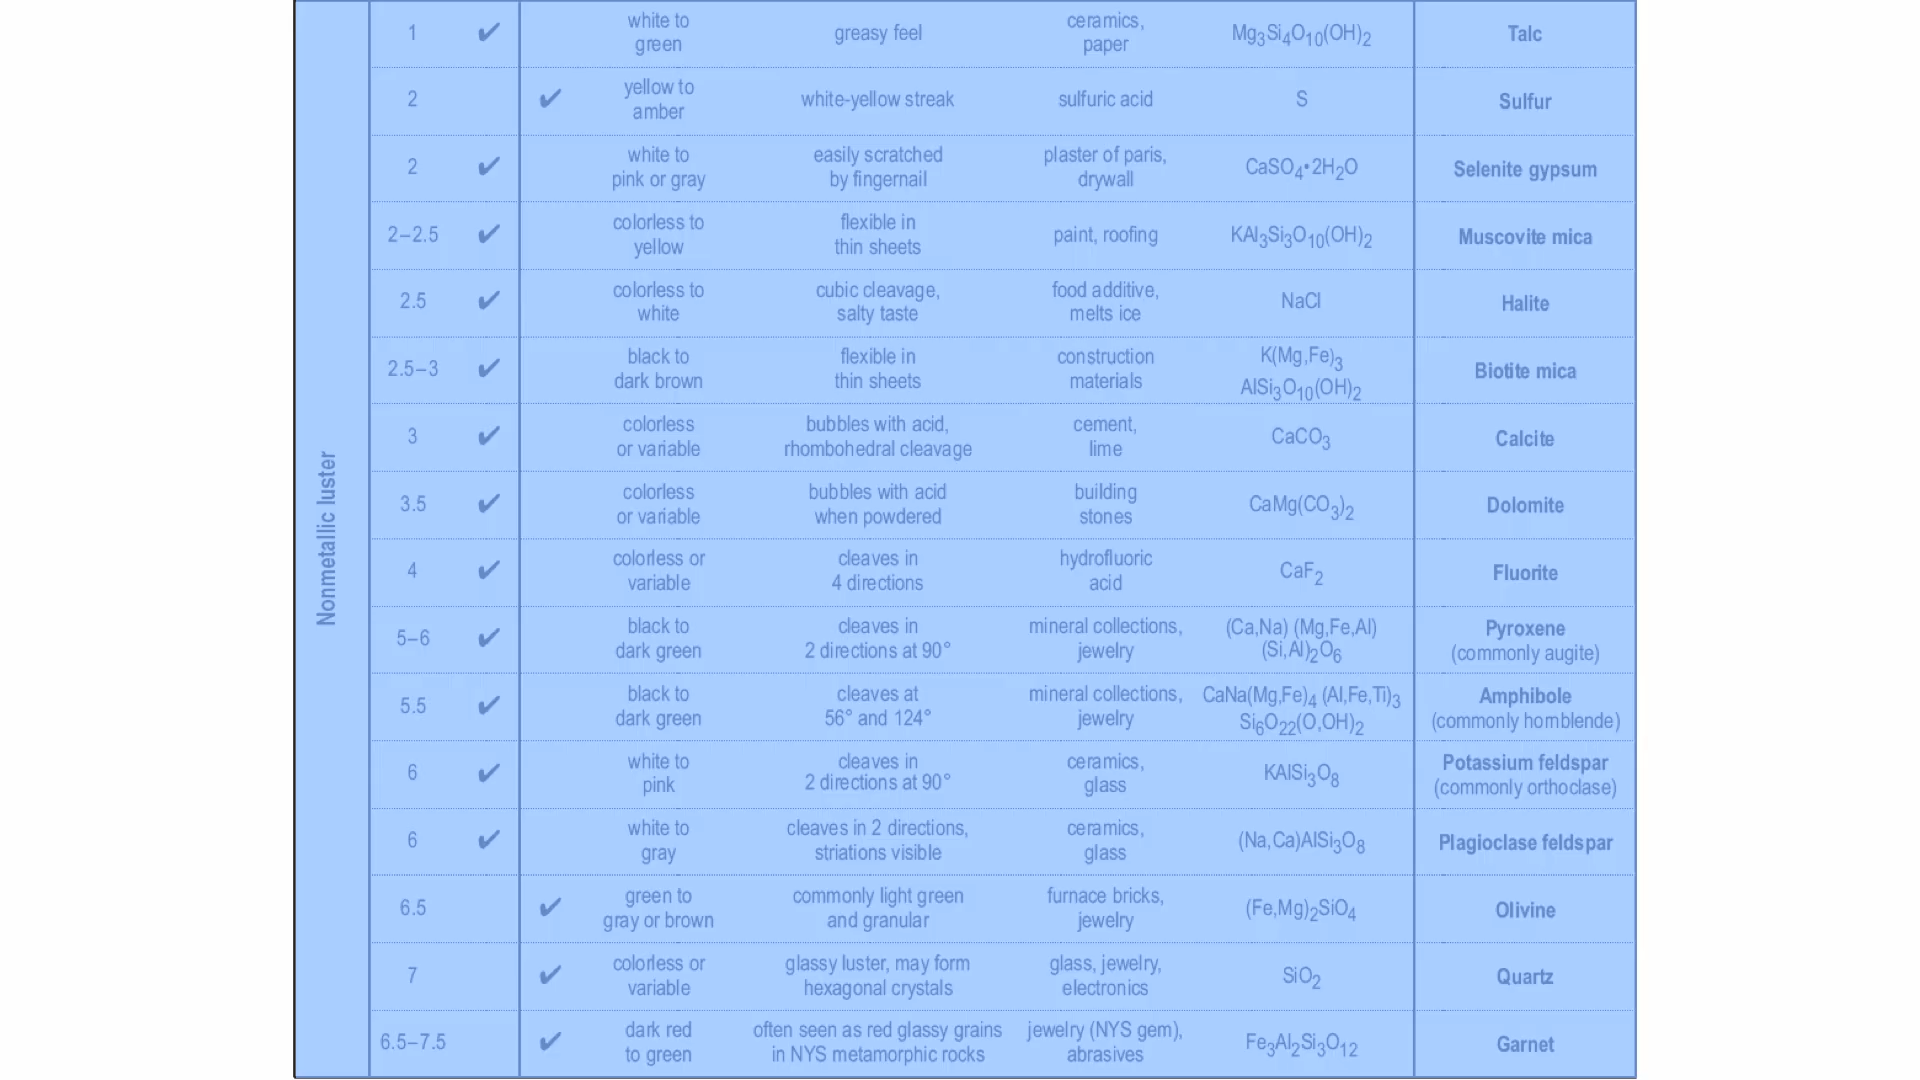 Nonmetallic luster
1 ✔ white to green greasy feel ceramics, paper Mg3Si4O10(OH)2 Talc
2 ✔ yellow to amber white-yellow streak sulfuric acid S Sulfur
2 ✔ white to pink or gray easily scratched by fingernail plaster of paris, drywall CaSO4•2H2O Selenite gypsum
2–2.5 ✔ colorless to yellow flexible in thin sheets paint, roofing KAl3Si3O10(OH)2 Muscovite mica
2.5 ✔ colorless to white cubic cleavage, salty taste food additive, melts ice NaCl Halite
2.5–3 ✔ black to dark brown flexible in thin sheets construction materials K(Mg,Fe)3 AlSi3O10(OH)2 Biotite mica
3 ✔ colorless or variable bubbles with acid, rhombohedral cleavage cement, lime CaCO3 Calcite
3.5 ✔ colorless or variable bubbles with acid when powdered building stones CaMg(CO3)2 Dolomite
4 ✔ colorless or variable cleaves in 4 directions hydrofluoric acid CaF2 Fluorite
5–6 ✔ black to dark green cleaves in 2 directions at 90° mineral collections, jewelry (Ca,Na) (Mg,Fe,Al) (Si,Al)2O6 Pyroxene (commonly augite)
5.5 ✔ black to dark green cleaves at 56° and 124° mineral collections, jewelry CaNa(Mg,Fe)4 (Al,Fe,Ti)3 Si6O22(O,OH)2 Amphibole (commonly hornblende)
6 ✔ white to pink cleaves in 2 directions at 90° ceramics, glass KAlSi3O8 Potassium feldspar (commonly orthoclase)
6 ✔ white to gray cleaves in 2 directions, striations visible ceramics, glass (Na,Ca)AlSi3O8 Plagioclase feldspar
6.5 ✔ green to gray or brown commonly light green and granular furnace bricks, jewelry (Fe,Mg)2SiO4 Olivine
7 ✔ colorless or variable glassy luster, may form hexagonal crystals glass, jewelry, electronics SiO2 Quartz
6.5–7.5 ✔ dark red to green often seen as red glassy grains in NYS metamorphic rocks jewelry (NYS gem), abrasives Fe3Al2Si3O12 Garnet